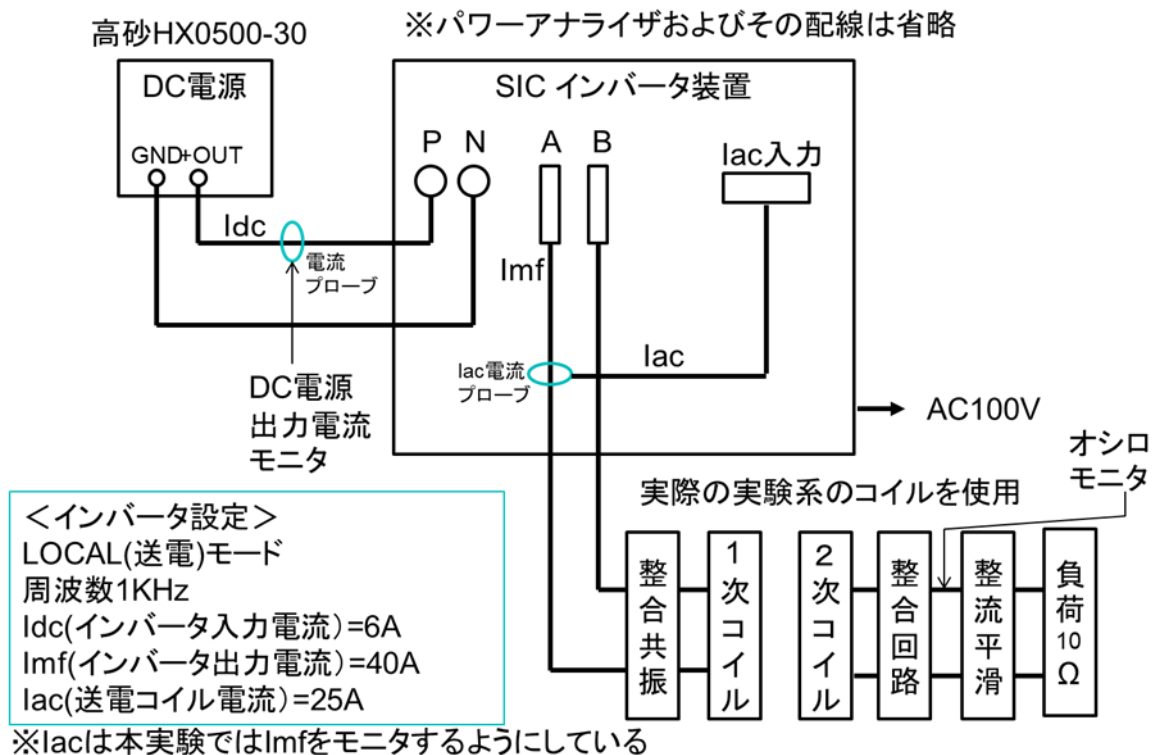 高砂HX0500-30
※パワーアナライザおよびその配線は省略
DC電源
GND+OUT
SIC インバータ装置
P N A B
Iac入力
Idc
電流
プローブ
Imf
Iac電流
プローブ
Iac
DC電源
出力電流
モニタ
AC100V
オシロ
モニタ
実際の実験系のコイルを使用
整合共振
1次コイル
2次コイル
整合回路
整流平滑
負荷10Ω
＜インバータ設定＞
LOCAL(送電)モード
周波数1KHz
Idc(インバータ入力電流）=6A
Imf(インバータ出力電流）=40A
Iac(送電コイル電流）=25A
※Iacは本実験ではImfをモニタするようにしている